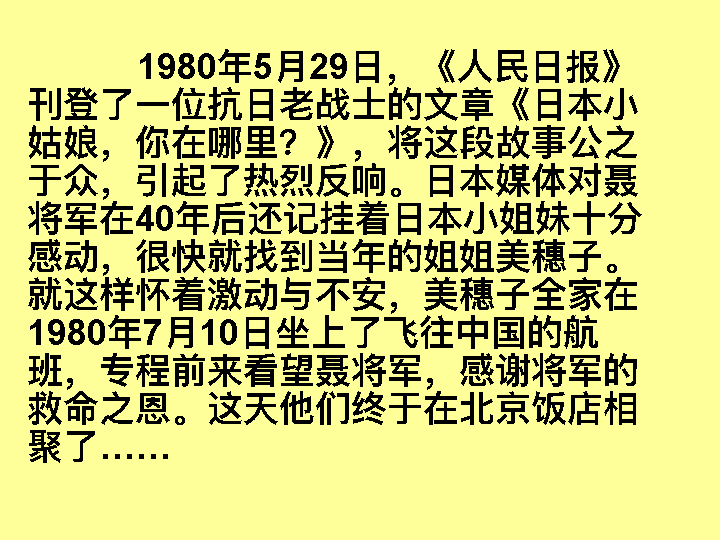 1980年5月29日，《人民日报》
刊登了一位抗日老战士的文章《日本小
姑娘，你在哪里？》，将这段故事公之
于众，引起了热烈反响。日本媒体对聂
将军在40年后还记挂着日本小姐妹十分
感动，很快就找到当年的姐姐美穗子。
就这样怀着激动与不安，美穗子全家在
1980年7月10日坐上了飞往中国的航
班，专程前来看望聂将军，感谢将军的
救命之恩。这天他们终于在北京饭店相
聚了……